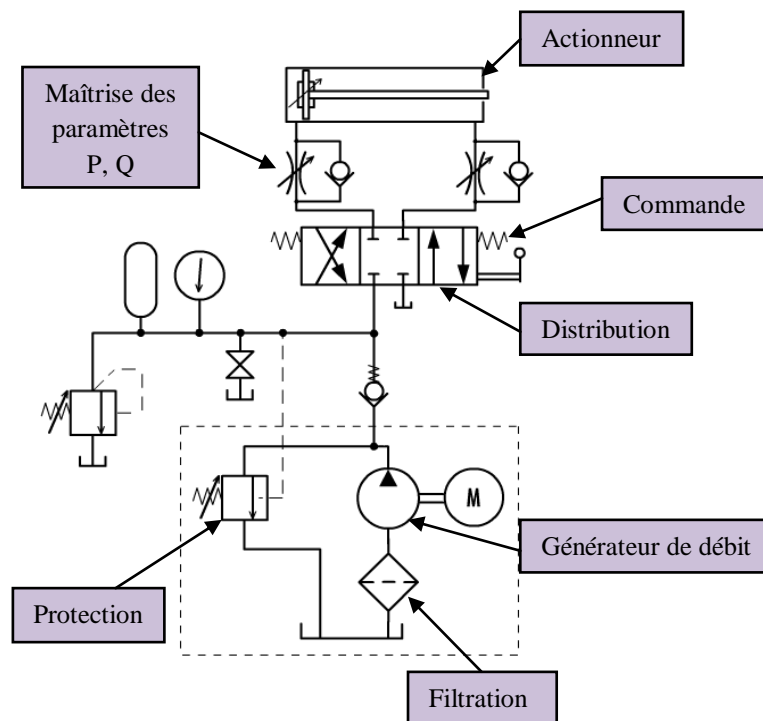 Actionneur
Maîtrise des
paramètres
P, Q
Commande
Distribution
M
Générateur de débit
Protection
Filtration